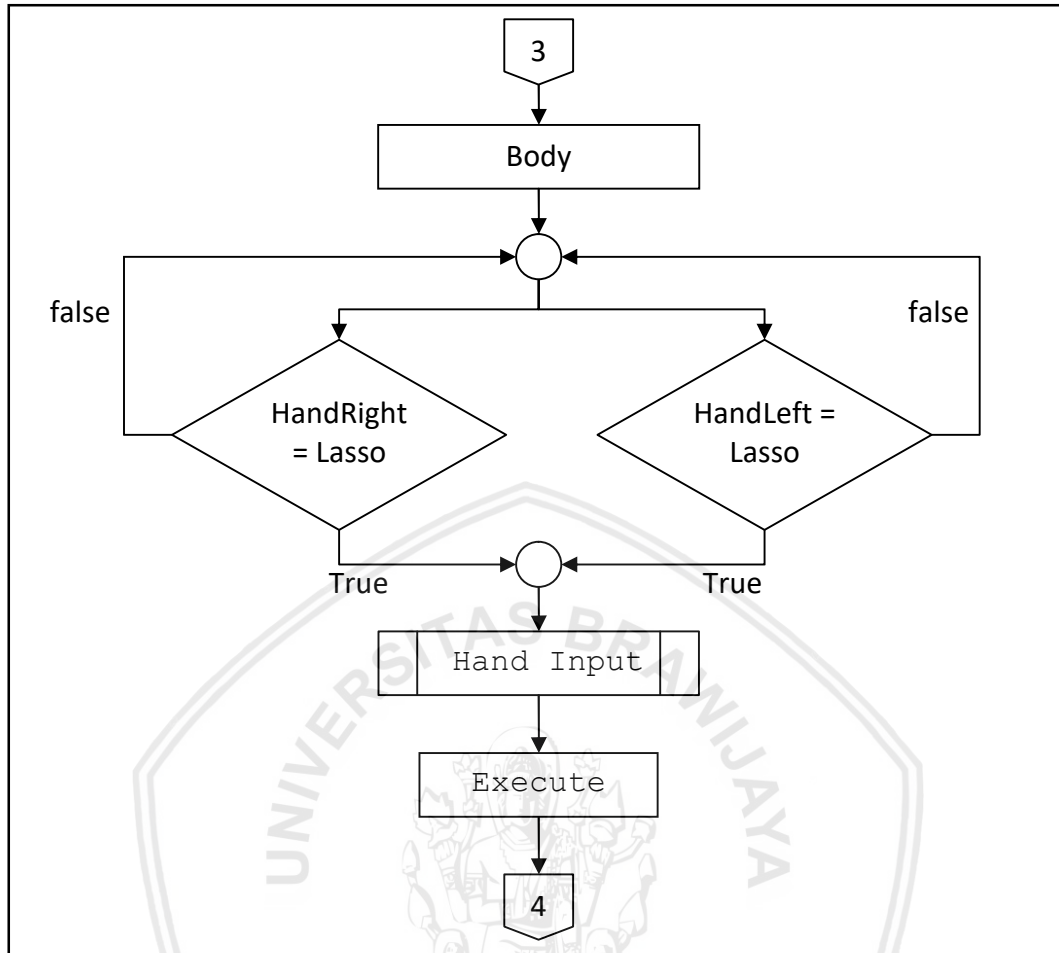 3
Body
false
false
HandRight
= Lasso
HandLeft =
Lasso
True
True
UNIVERSITAS BRAWIJAYA
Hand Input
Execute
4